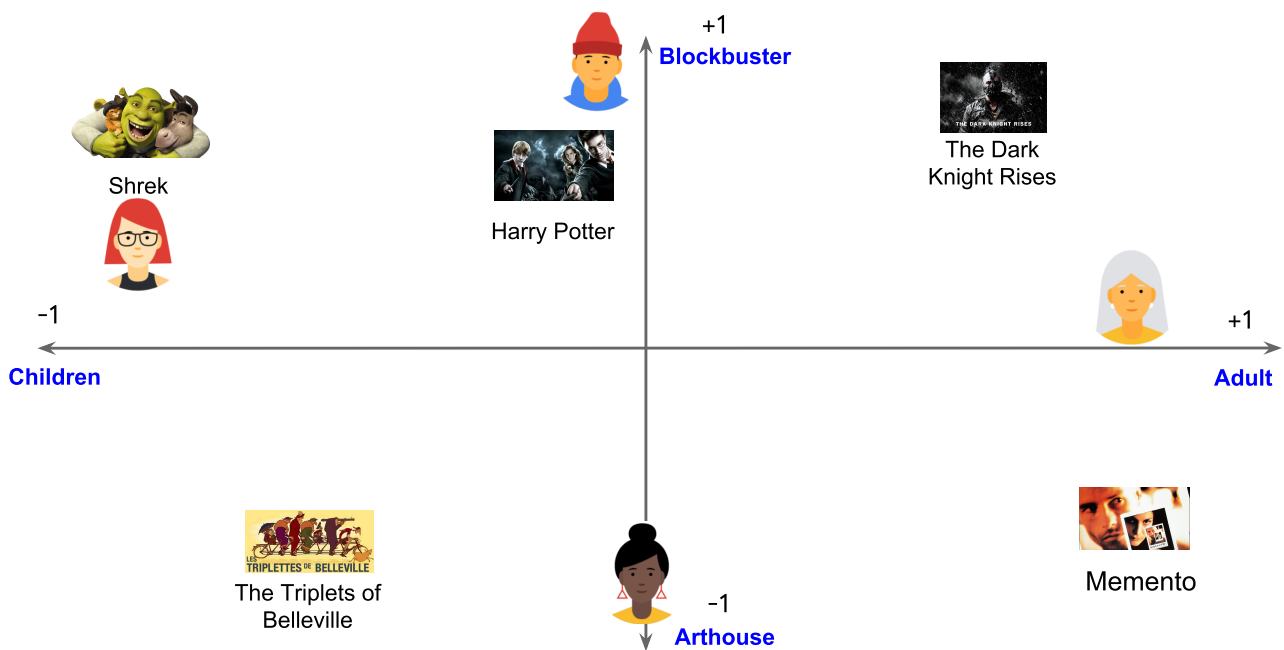 +1
Blockbuster
THE DARK KNIGHT RISES
The Dark
Knight Rises
Shrek
Harry Potter
−1
+1
Children
Adult
LES
TRIPLETTES DE BELLEVILLE
The Triplets of
Belleville
Memento
−1
Arthouse